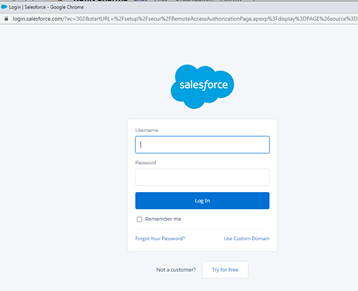 Login | Salesforce - Google Chrome
login.salesforce.com/?ec=302&startURL=%2Fsetup%2Fsecur%2FRemoteAccessAuthorizationPage.apexp%3Fdisplay%3DPAGE%26source%3D
salesforce
Username
Password
Log In
Remember me
Forgot Your Password?
Use Custom Domain
Not a customer?
Try for Free